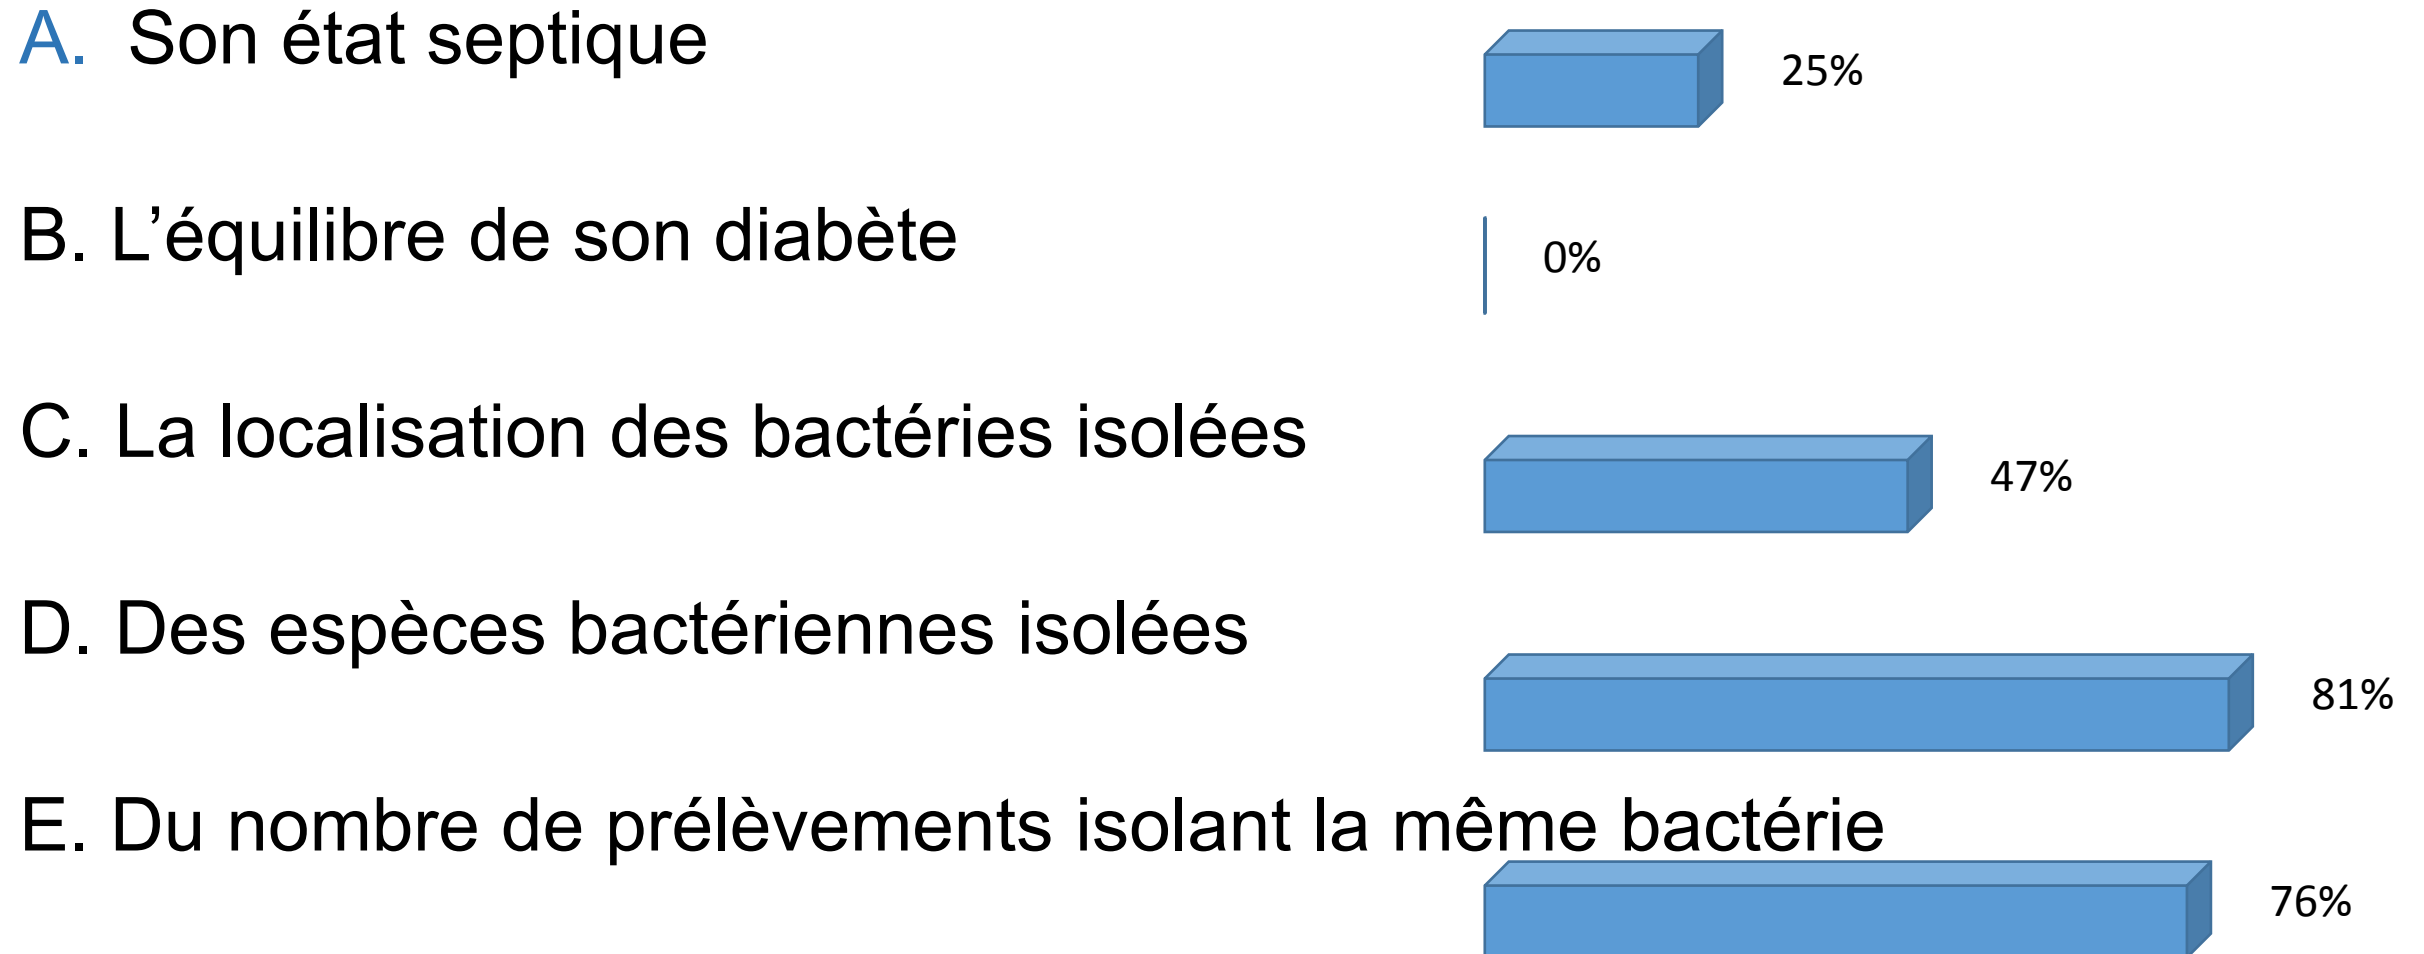 A. Son état septique
25%
B. L’équilibre de son diabète
0%
C. La localisation des bactéries isolées
47%
D. Des espèces bactériennes isolées
81%
E. Du nombre de prélèvements isolant la même bactérie
76%